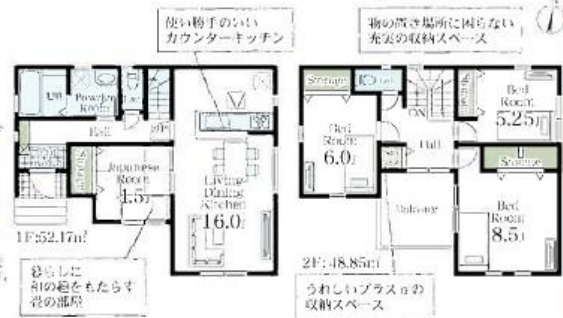 使い勝手のいい
カウンターキッチン
物の置き場所に困らない
充実の収納スペース
UB
Powder
Room
Hall
Japanese
Room
4.5J
Living
Dining
Kitchen
16.0J
1F:52.17㎡
暮らしに
和の趣をもたらす
畳の部屋
Storage
Bed
Room
6.0J
DN
Hall
Bed
Room
5.25J
Storage
Balcony
Bed
Room
8.5J
2F:48.85㎡
うれしいプラスαの
収納スペース